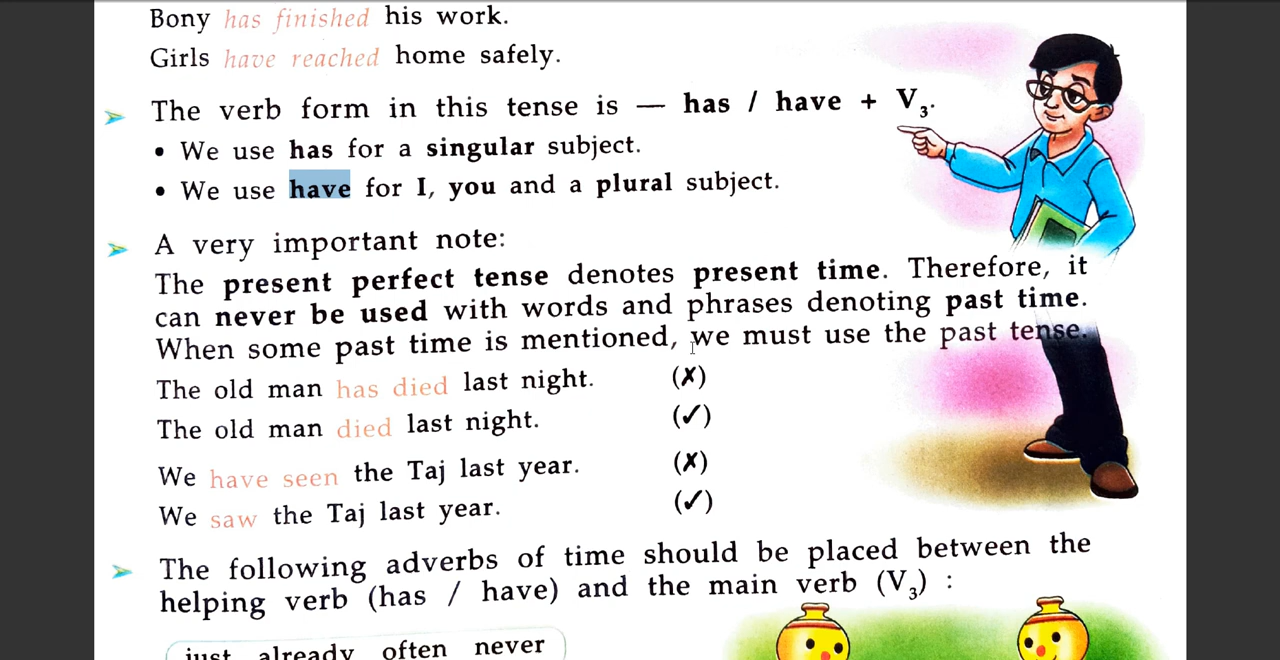 Bony has finished his work.
Girls have reached home safely.
➢ The verb form in this tense is — has / have + V₃.
• We use has for a singular subject.
• We use have for I, you and a plural subject.
➢ A very important note:
The present perfect tense denotes present time. Therefore, it
can never be used with words and phrases denoting past time.
When some past time is mentioned, we must use the past tense.
The old man has died last night. (✗)
The old man died last night. (✓)
We have seen the Taj last year. (✗)
We saw the Taj last year. (✓)
➢ The following adverbs of time should be placed between the
helping verb (has / have) and the main verb (V₃) :
just already often never